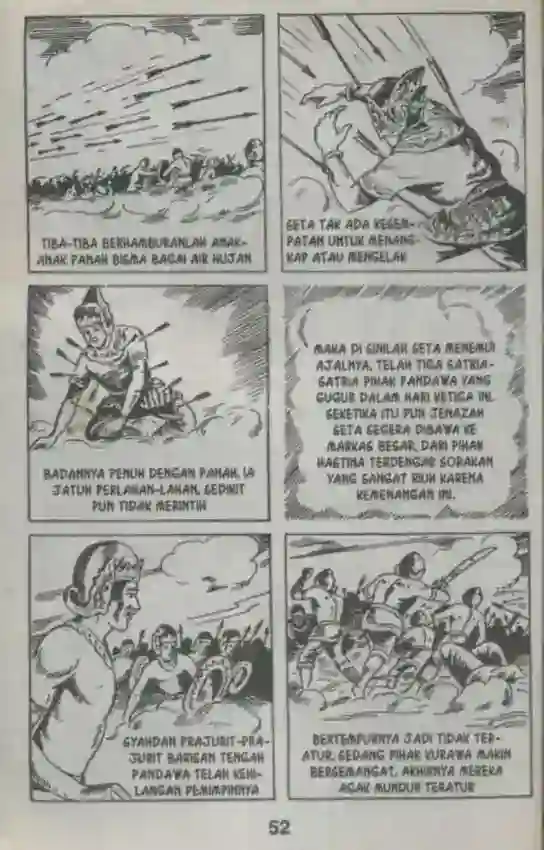 TIBA-TIBA BERHAMBURANLAH ANAK-
ANAK PANAH BISMA BAGAI AIR HUJAN
SETA TAK ADA KESEM-
PATAN UNTUK MENANG-
KAP ATAU MENGELAK
BADANNYA PENUH DENGAN PANAH, IA
JATUH PERLAHAN-LAHAN, SEDIKIT
PUN TIDAK MERINTIH
MAKA DI SINILAH SETA MENEMUI
AJALNYA. TELAH TIGA SATRIA-
SATRIA PIHAK PANDAWA YANG
GUGUR DALAM HARI KETIGA INI.
SEKETIKA ITU PUN JENAZAH
SETA SEGERA DIBAWA KE
MARKAS BESAR. DARI PIHAK
HASTINA TERDENGAR SORAKAN
YANG SANGAT RIUH KARENA
KEMENANGAN INI.
SYAHDAN PRAJURIT-PRA-
JURIT BARISAN TENGAH
PANDAWA TELAH KEHI-
LANGAN PEMIMPINNYA
BERTEMPURNYA JADI TIDAK TER-
ATUR, SEDANG PIHAK KURAWA MAKIN
BERSEMANGAT, AKHIRNYA MEREKA
AGAK MUNDUR TERATUR
52